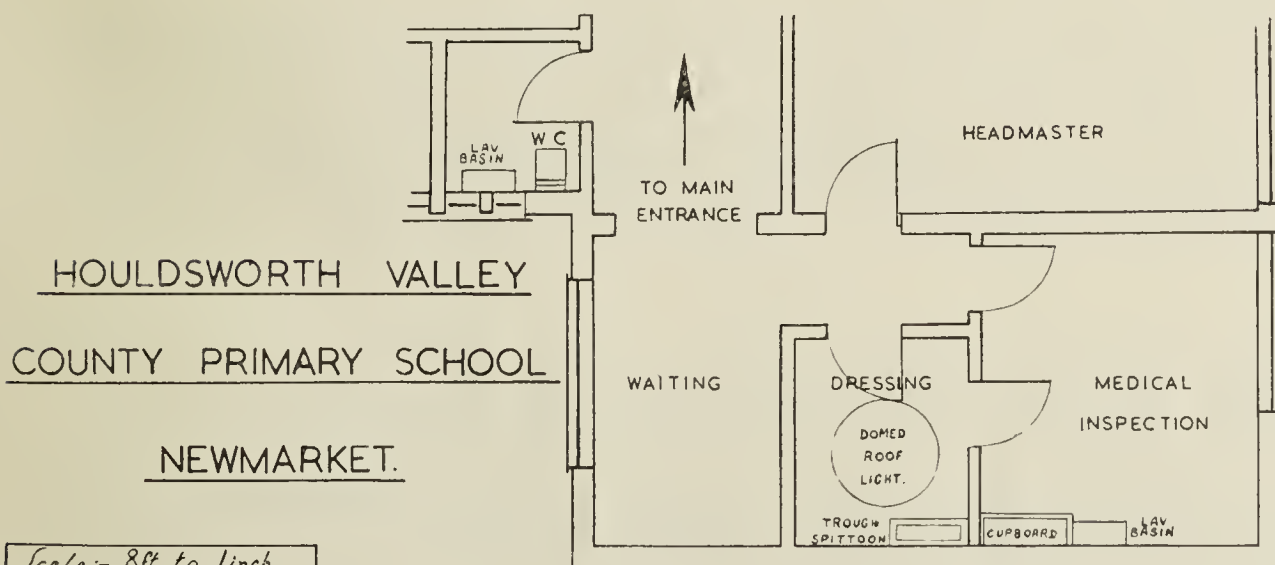 HOULDSWORTH VALLEY
COUNTY PRIMARY SCHOOL
NEWMARKET.
Scale :- 8ft to 1inch
LAV
BASIN
W C
TO MAIN
ENTRANCE
HEADMASTER
WAITING
DRESSING
DOMED
ROOF
LIGHT.
MEDICAL
INSPECTION
TROUGH
SPITTOON
CUPBOARD
LAV
BASIN